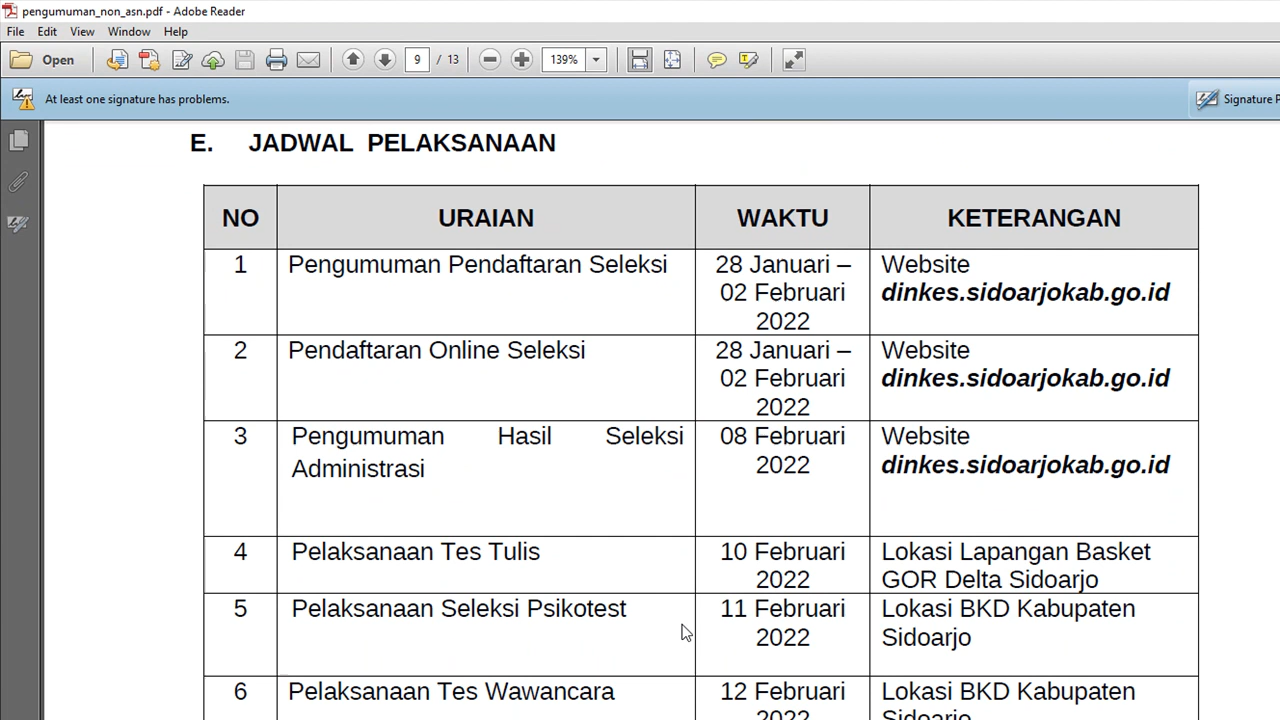 pengumuman_non_asn.pdf - Adobe Reader
File Edit View Window Help
Open 9 / 13 139%
At least one signature has problems.
Signature P
E. JADWAL PELAKSANAAN
NO URAIAN WAKTU KETERANGAN
1 Pengumuman Pendaftaran Seleksi 28 Januari – Website
02 Februari dinkes.sidoarjokab.go.id
2022
2 Pendaftaran Online Seleksi 28 Januari – Website
02 Februari dinkes.sidoarjokab.go.id
2022
3 Pengumuman Hasil Seleksi 08 Februari Website
Administrasi 2022 dinkes.sidoarjokab.go.id
4 Pelaksanaan Tes Tulis 10 Februari Lokasi Lapangan Basket
2022 GOR Delta Sidoarjo
5 Pelaksanaan Seleksi Psikotest 11 Februari Lokasi BKD Kabupaten
2022 Sidoarjo
6 Pelaksanaan Tes Wawancara 12 Februari Lokasi BKD Kabupaten
2022 Sidoarjo